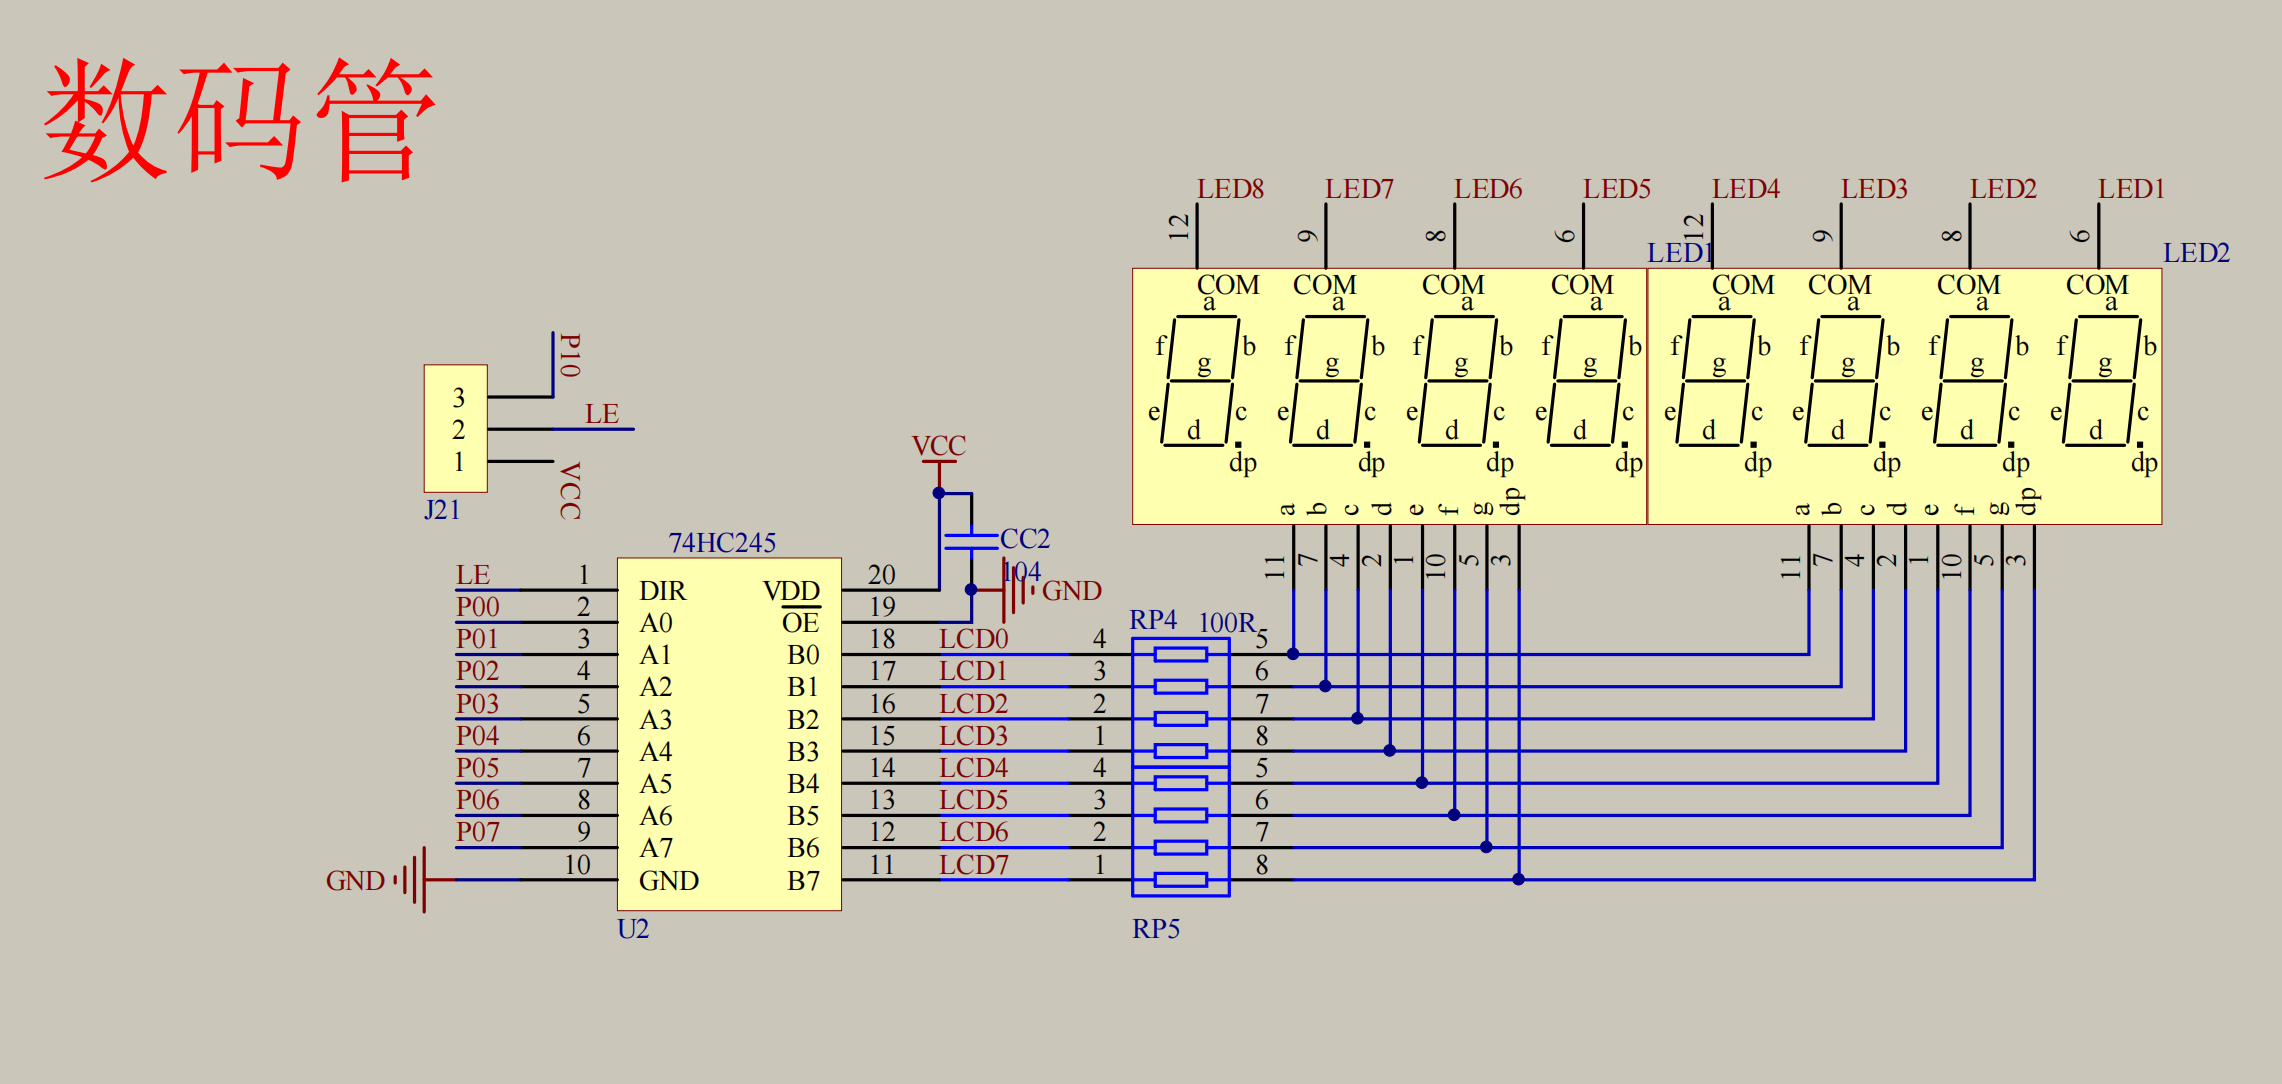 数码管
LED8 LED7 LED6 LED5 LED4 LED3 LED2 LED1
12 9 8 6 12 9 8 6
LED1 LED2
COM COM COM COM COM COM COM COM
a a a a a a a a
f b f b f b f b f b f b f b f b
g g g g g g g g
e c e c e c e c e c e c e c e c
d d d d d d d d
dp dp dp dp dp dp dp dp
a b c d e f g dp a b c d e f g dp
11 7 4 2 1 10 5 3 11 7 4 2 1 10 5 3
P10
3
2 LE
1
VCC
J21
VCC
CC2
104
GND
74HC245
LE 1 DIR VDD 20
P00 2 A0 OE 19
P01 3 A1 B0 18 LCD0 4 5
P02 4 A2 B1 17 LCD1 3 6
P03 5 A3 B2 16 LCD2 2 7
P04 6 A4 B3 15 LCD3 1 8
P05 7 A5 B4 14 LCD4 4 5
P06 8 A6 B5 13 LCD5 3 6
P07 9 A7 B6 12 LCD6 2 7
GND 10 GND B7 11 LCD7 1 8
RP4 100R
U2
RP5